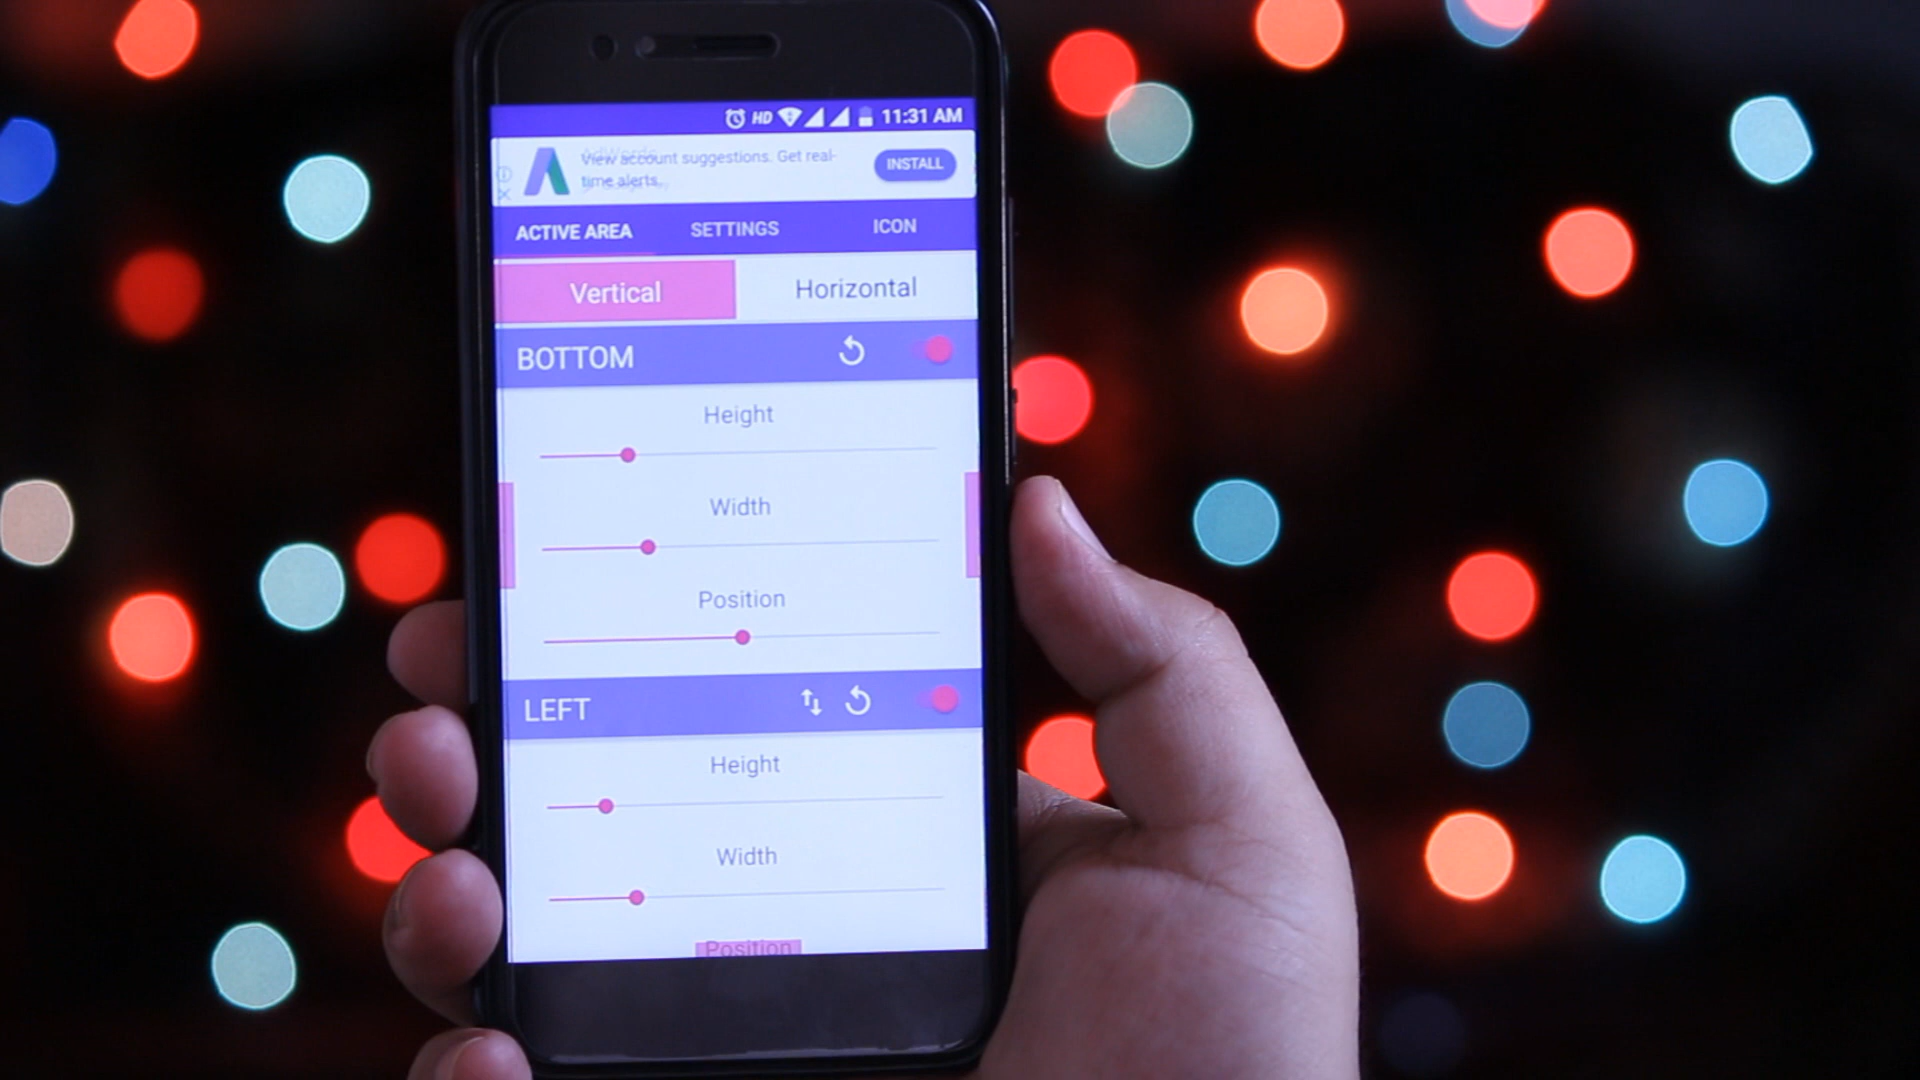 HD 11:31 AM
View account suggestions. Get real-
time alerts.
INSTALL
ACTIVE AREA SETTINGS ICON
Vertical Horizontal
BOTTOM
Height
Width
Position
LEFT
Height
Width
Position